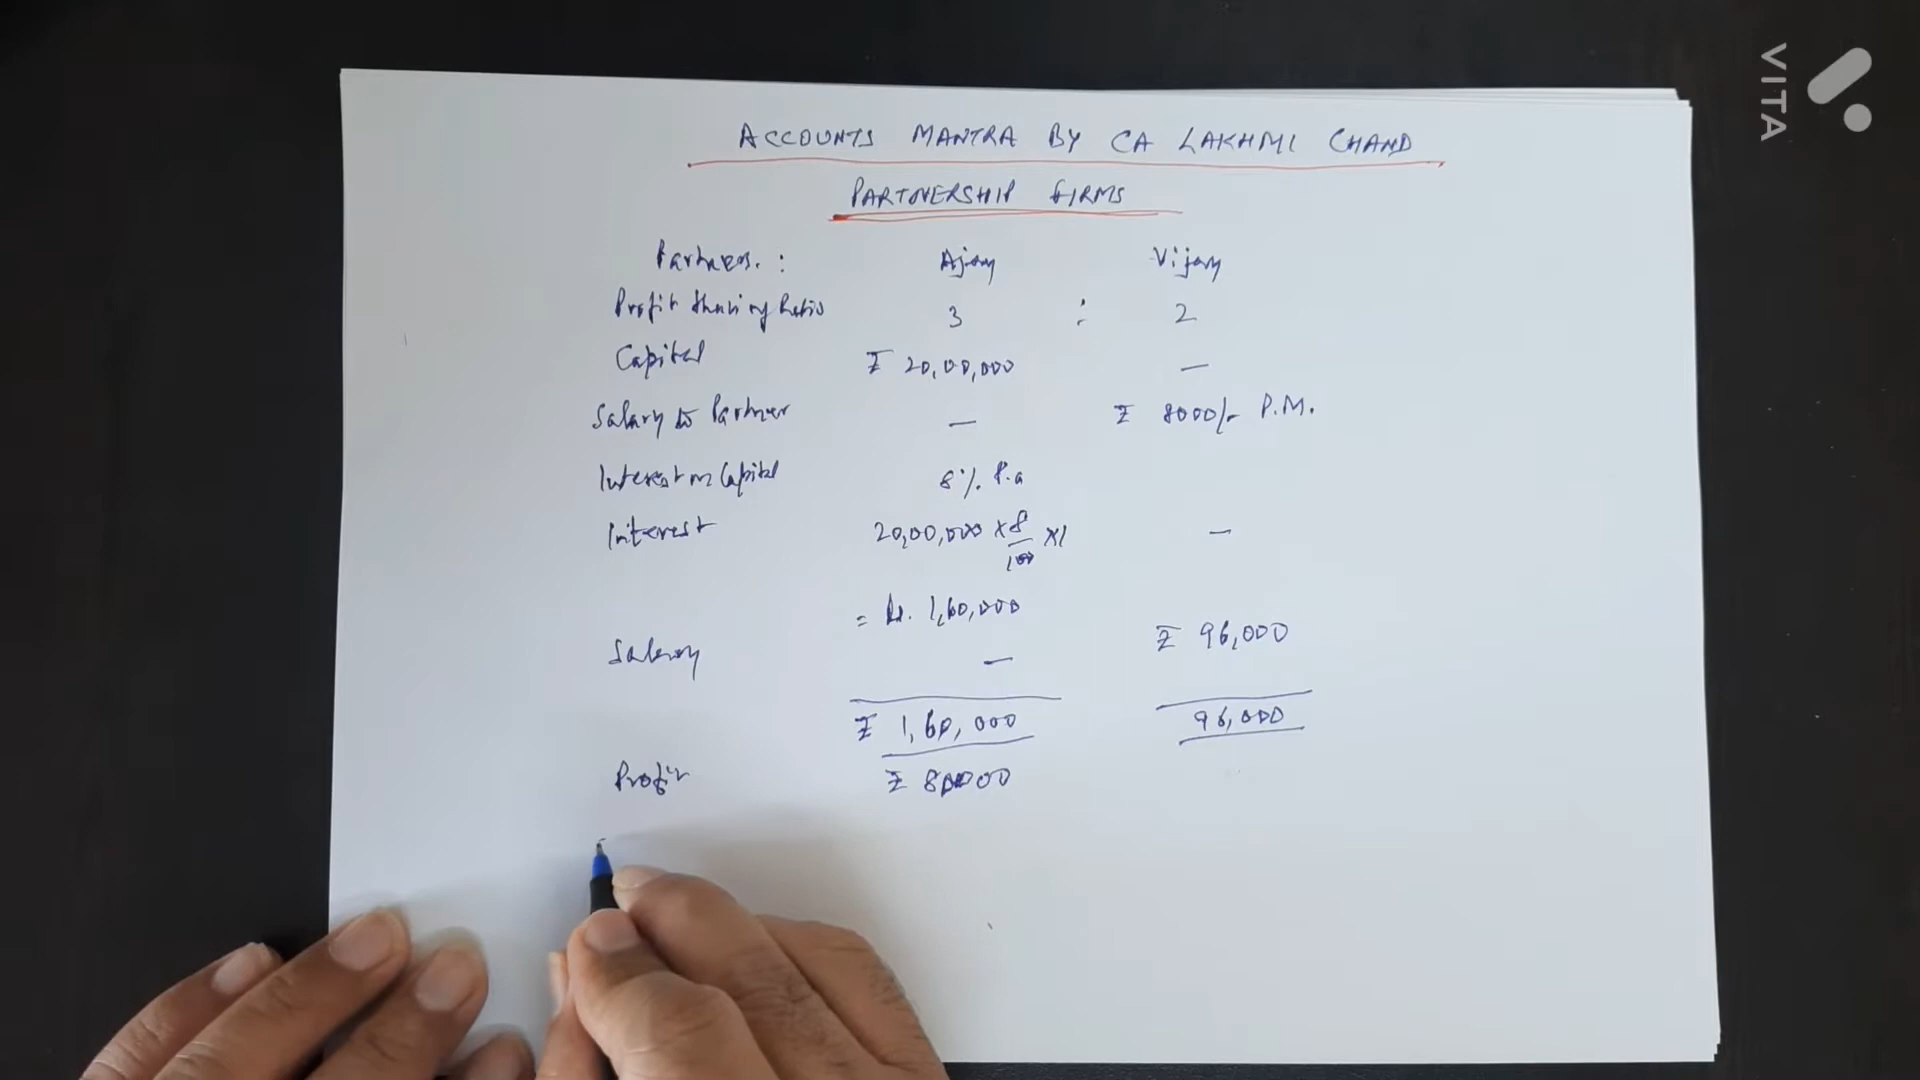 ACCOUNTS MANTRA BY CA LAKHMI CHAND
PARTNERSHIP FIRMS
Partners. : Ajay Vijay
Profit sharing Ratio 3 : 2
Capital ₹ 20,00,000 —
Salary to Partner — ₹ 8000/- P.M.
Interest on Capital 8% P.a
Interest 20,00,000 x 8/100 x1 —
= Rs. 1,60,000
Salary — ₹ 96,000
₹ 1,60,000 96,000
Profit ₹ 80000
VITA